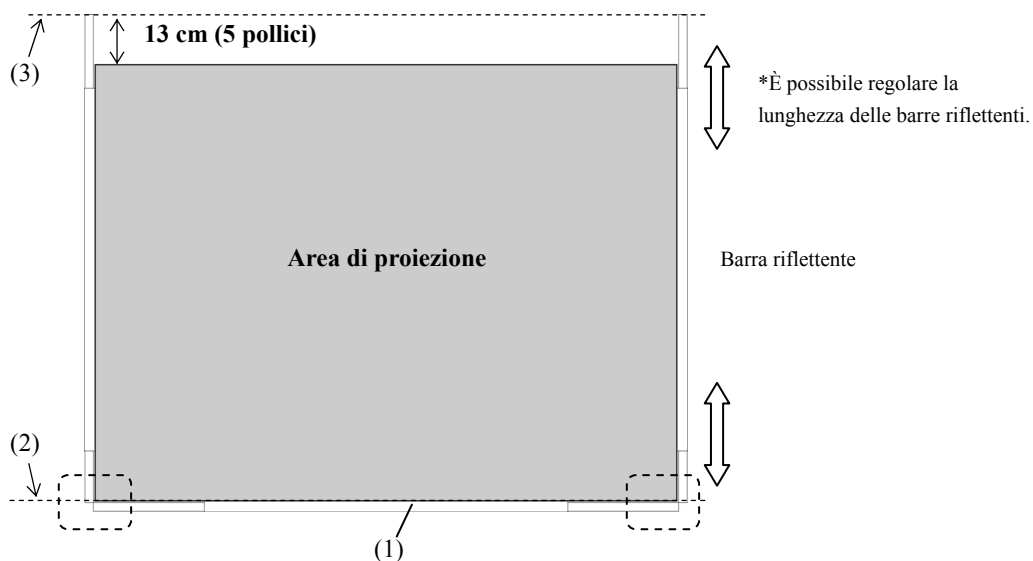 13 cm (5 pollici)
(3)
*È possibile regolare la
lunghezza delle barre riflettenti.
Area di proiezione
Barra riflettente
(2)
(1)